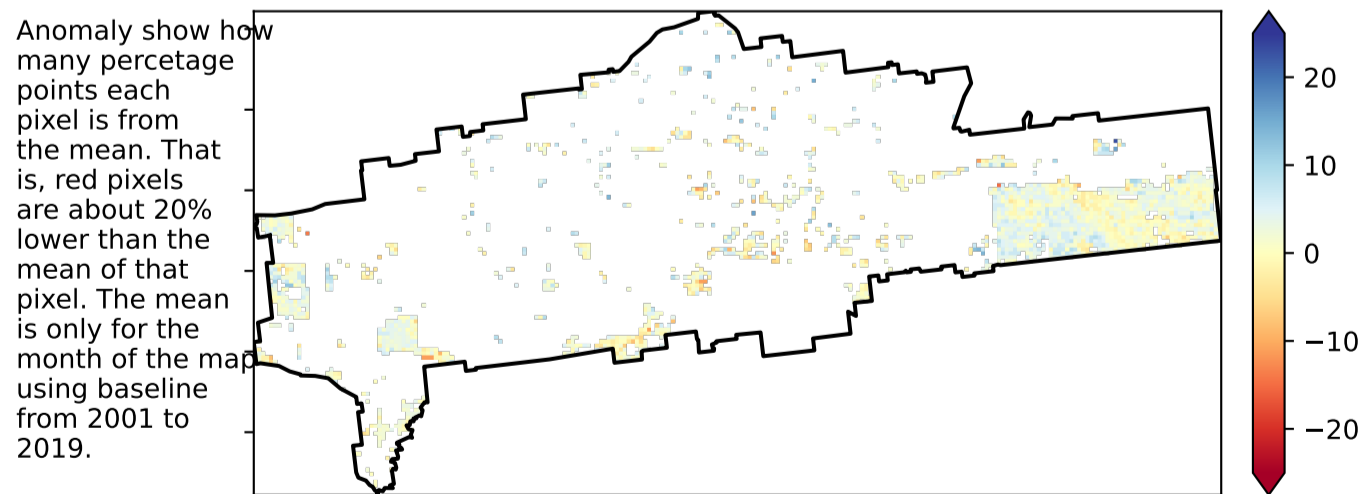 Anomaly show how
many percetage
points each
pixel is from
the mean. That
is, red pixels
are about 20%
lower than the
mean of that
pixel. The mean
is only for the
month of the map
using baseline
from 2001 to
2019.
20
10
0
−10
−20